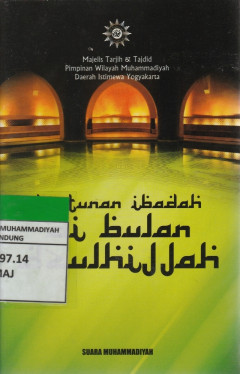 Majelis Tarjih & Tajdid
Pimpinan Wilayah Muhammadiyah
Daerah Istimewa Yogyakarta
tunan ibadah
i bulan
ulhijjah
MUHAMMADIYAH
NDUNG
97.14
MAJ
SUARA MUHAMMADIYAH